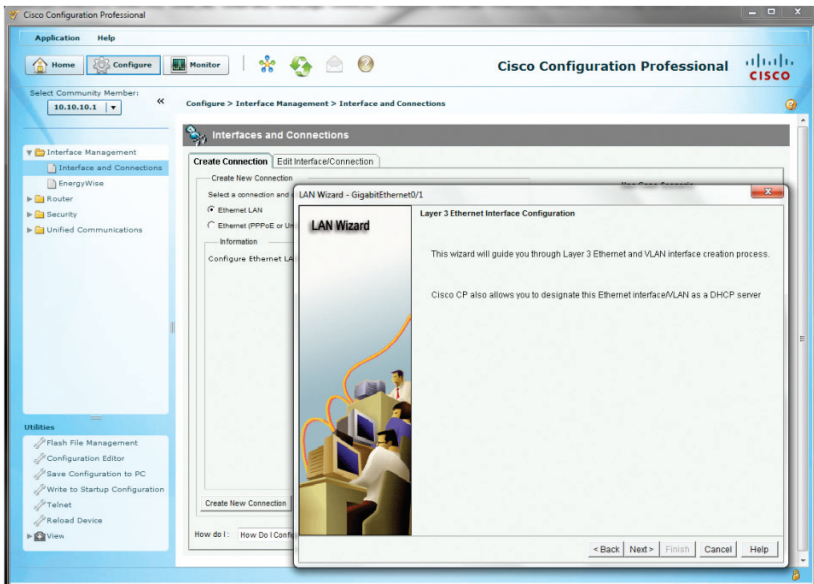 Cisco Configuration Professional
Application Help
Home Configure Monitor
Cisco Configuration Professional
CISCO
Select Community Member:
10.10.10.1
Configure > Interface Management > Interface and Connections
Interface Management
Interface and Connections
EnergyWise
Router
Security
Unified Communications
Interfaces and Connections
Create Connection Edit Interface/Connection
Create New Connection
Select a connection and
Ethernet LAN
Ethernet (PPPoE or Un
Information
Configure Ethernet LA
Create New Connection
How do I: How Do I Confi
LAN Wizard - GigabitEthernet0/1
LAN Wizard
Layer 3 Ethernet Interface Configuration
This wizard will guide you through Layer 3 Ethernet and VLAN interface creation process.
Cisco CP also allows you to designate this Ethernet interface/VLAN as a DHCP server
< Back Next > Finish Cancel Help
Utilities
Flash File Management
Configuration Editor
Save Configuration to PC
Write to Startup Configuration
Telnet
Reload Device
View